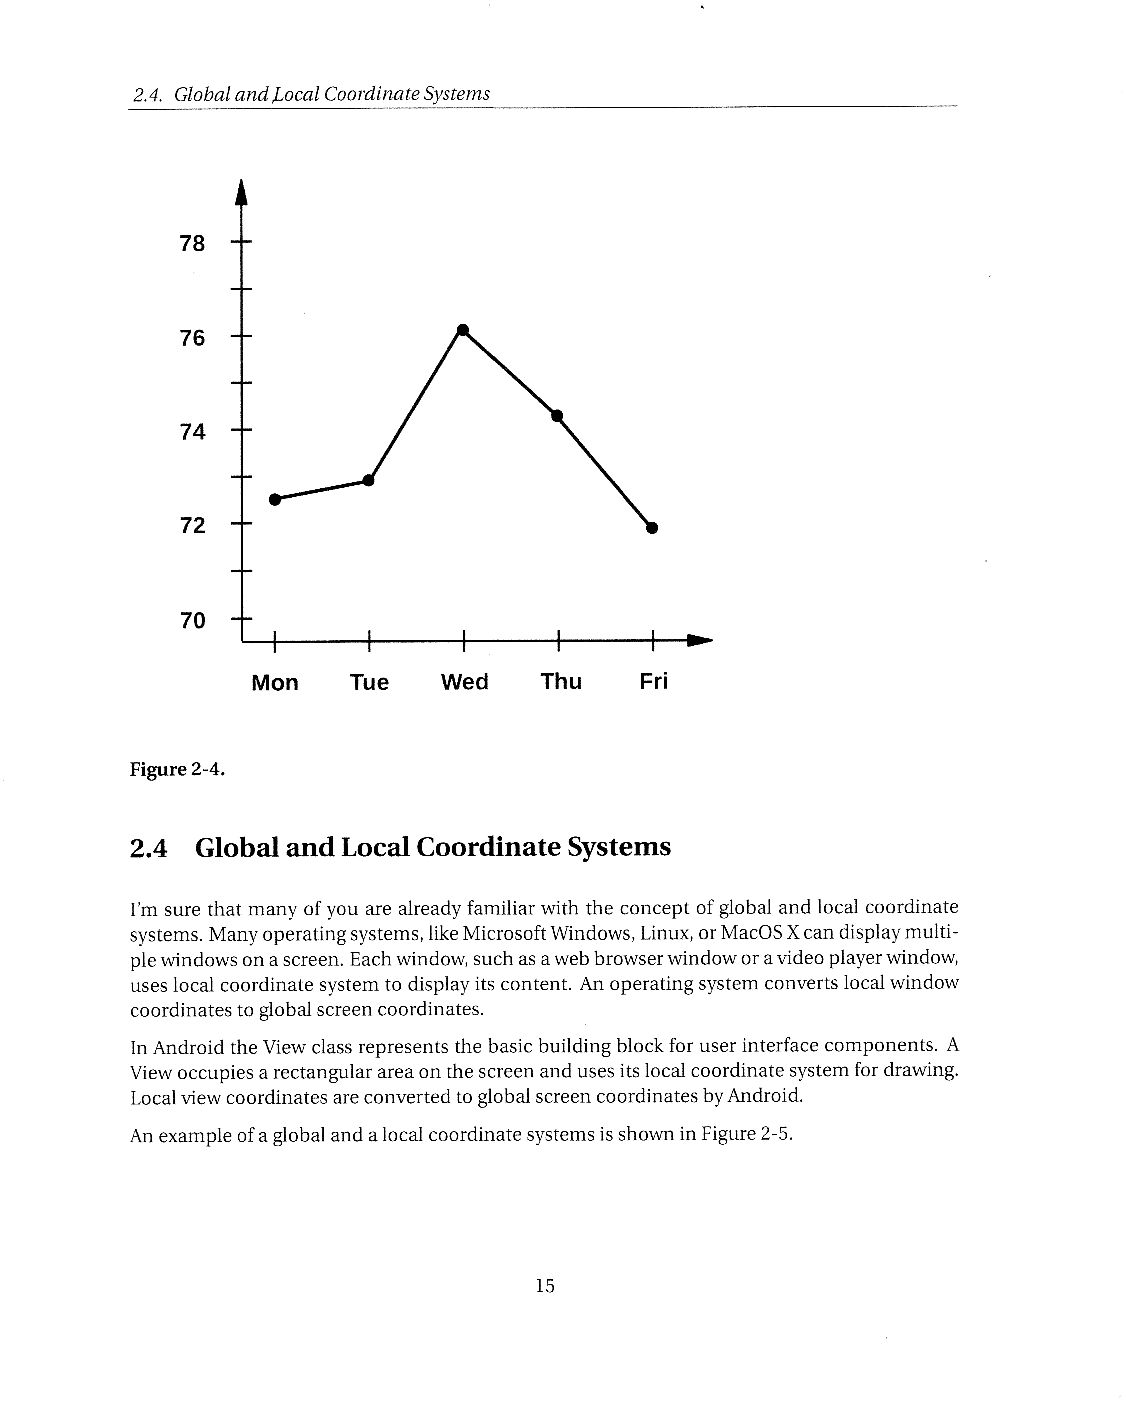 2.4. Global and Local Coordinate Systems
78
76
74
72
70
Mon Tue Wed Thu Fri
Figure 2-4.
2.4 Global and Local Coordinate Systems
I'm sure that many of you are already familiar with the concept of global and local coordinate
systems. Many operating systems, like Microsoft Windows, Linux, or MacOS X can display multi-
ple windows on a screen. Each window, such as a web browser window or a video player window,
uses local coordinate system to display its content. An operating system converts local window
coordinates to global screen coordinates.
In Android the View class represents the basic building block for user interface components. A
View occupies a rectangular area on the screen and uses its local coordinate system for drawing.
Local view coordinates are converted to global screen coordinates by Android.
An example of a global and a local coordinate systems is shown in Figure 2-5.
15